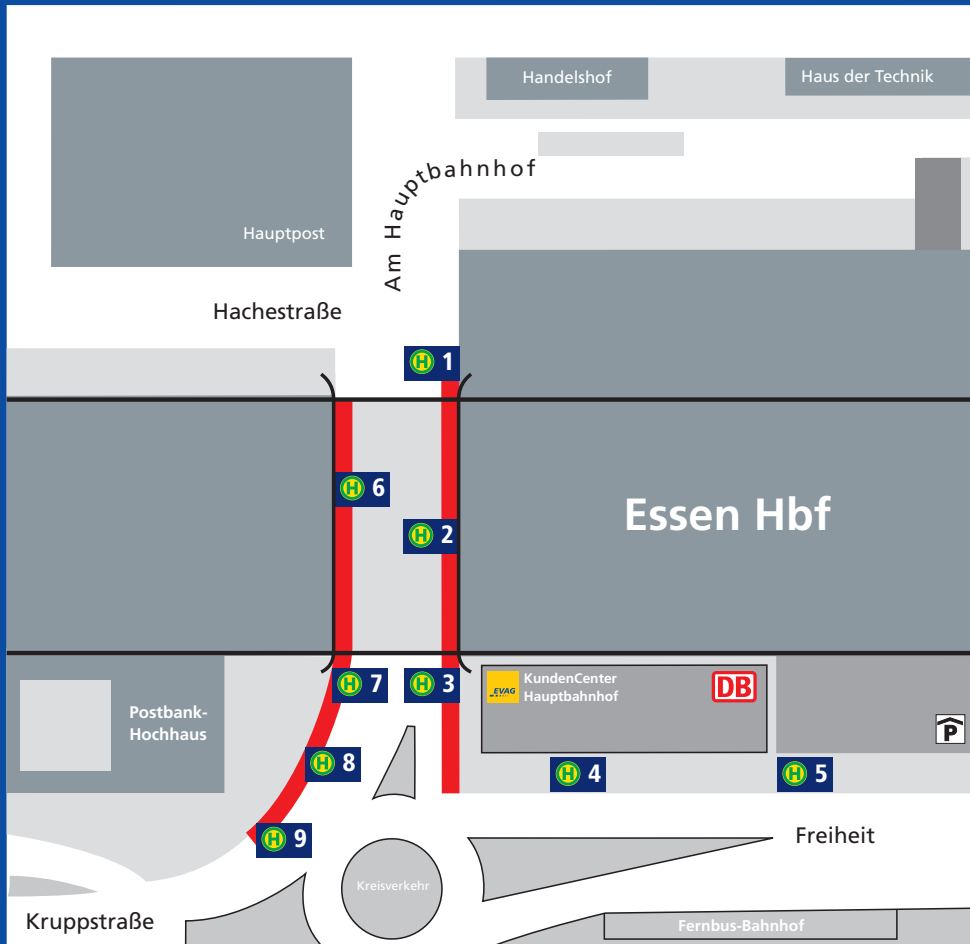 Handelshof
Haus der Technik
Am Hauptbahnhof
Hauptpost
Hachestraße
H 1
H 6
Essen Hbf
H 2
H 7
H 3
EVAG
KundenCenter
Hauptbahnhof
DB
Postbank-
Hochhaus
P
H 8
H 4
H 5
H 9
Freiheit
Kreisverkehr
Kruppstraße
Fernbus-Bahnhof